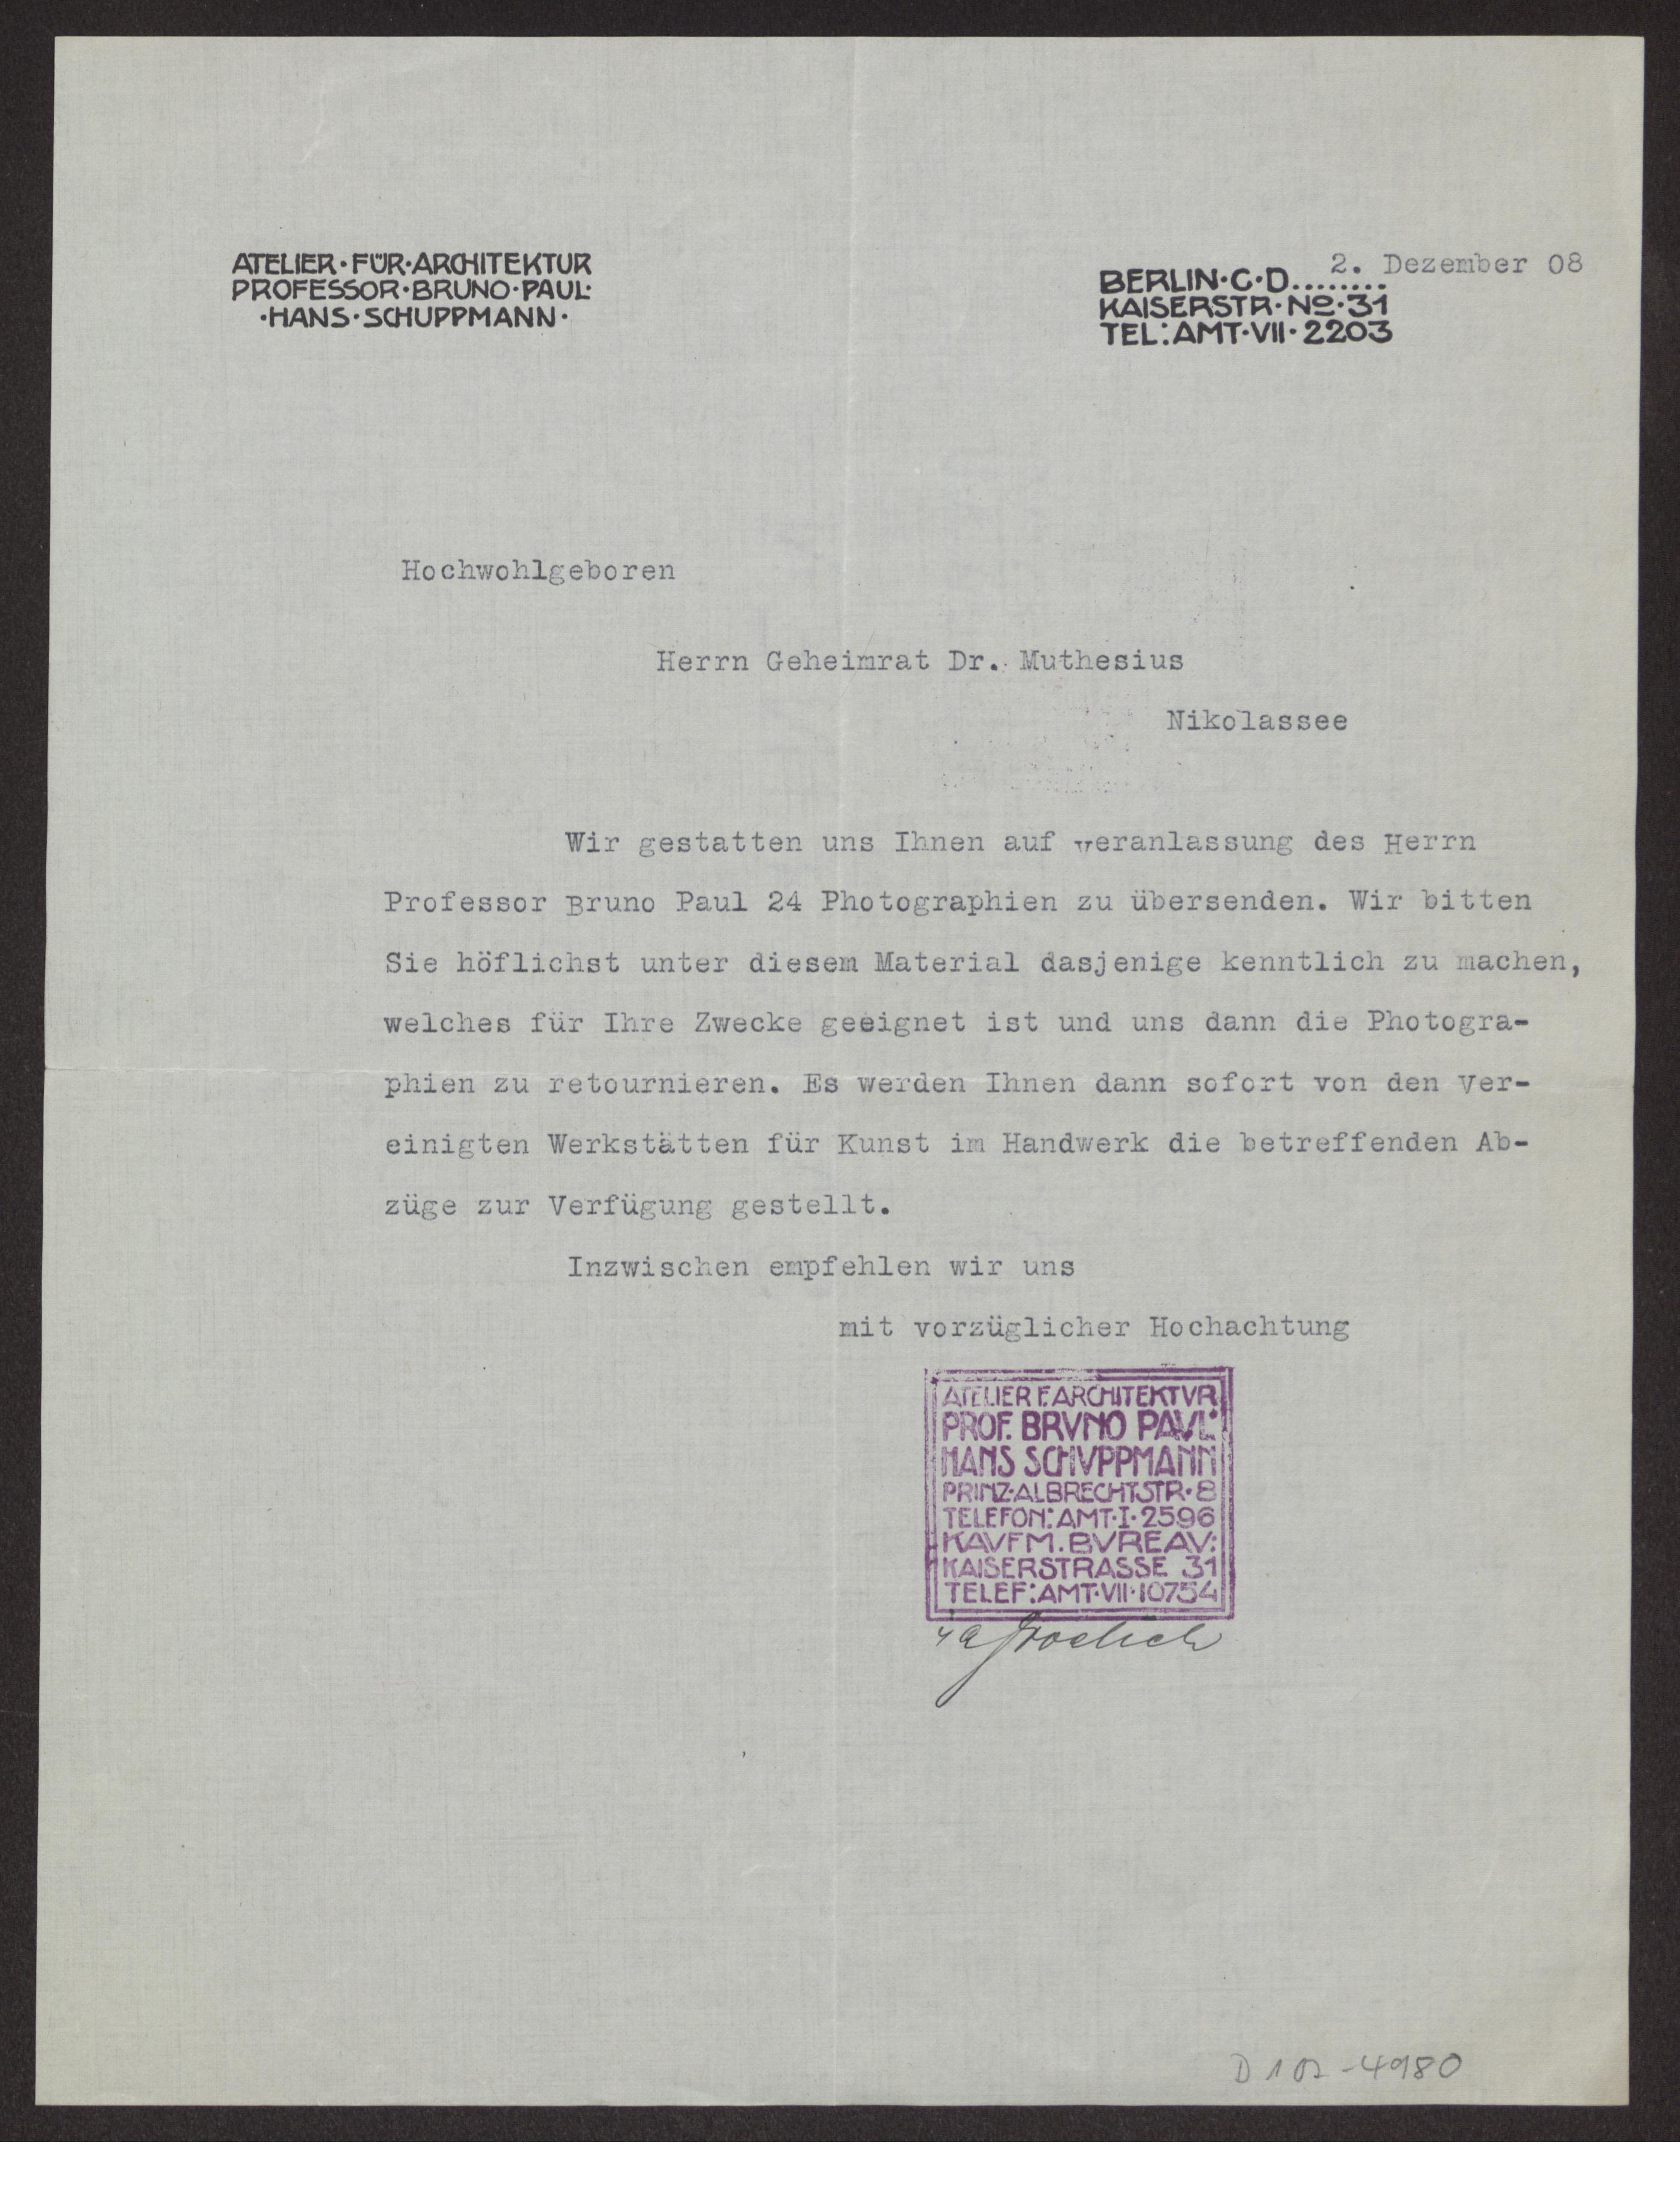 ATELIER·FÜR·ARCHITEKTUR
PROFESSOR·BRUNO·PAUL·
·HANS·SCHUPPMANN·
BERLIN·C·D........ 2. Dezember 08
KAISERSTR·No·31
TEL:AMT·VII·2203
Hochwohlgeboren
Herrn Geheimrat Dr. Muthesius
Nikolassee
Wir gestatten uns Ihnen auf Veranlassung des Herrn
Professor Bruno Paul 24 Photographien zu übersenden. Wir bitten
Sie höflichst unter diesem Material dasjenige kenntlich zu machen,
welches für Ihre Zwecke geeignet ist und uns dann die Photogra-
phien zu retournieren. Es werden Ihnen dann sofort von den Ver-
einigten Werkstätten für Kunst im Handwerk die betreffenden Ab-
züge zur Verfügung gestellt.
Inzwischen empfehlen wir uns
mit vorzüglicher Hochachtung
ATELIER F. ARCHITEKTVR
PROF. BRVNO PAVL·
HANS SCHVPPMANN
PRINZ·ALBRECHT·STR·8
TELEFON:AMT·I·2596
KAVFM. BVREAV:
KAISERSTRASSE 31
TELEF:AMT·VII·10754
D 102-4980